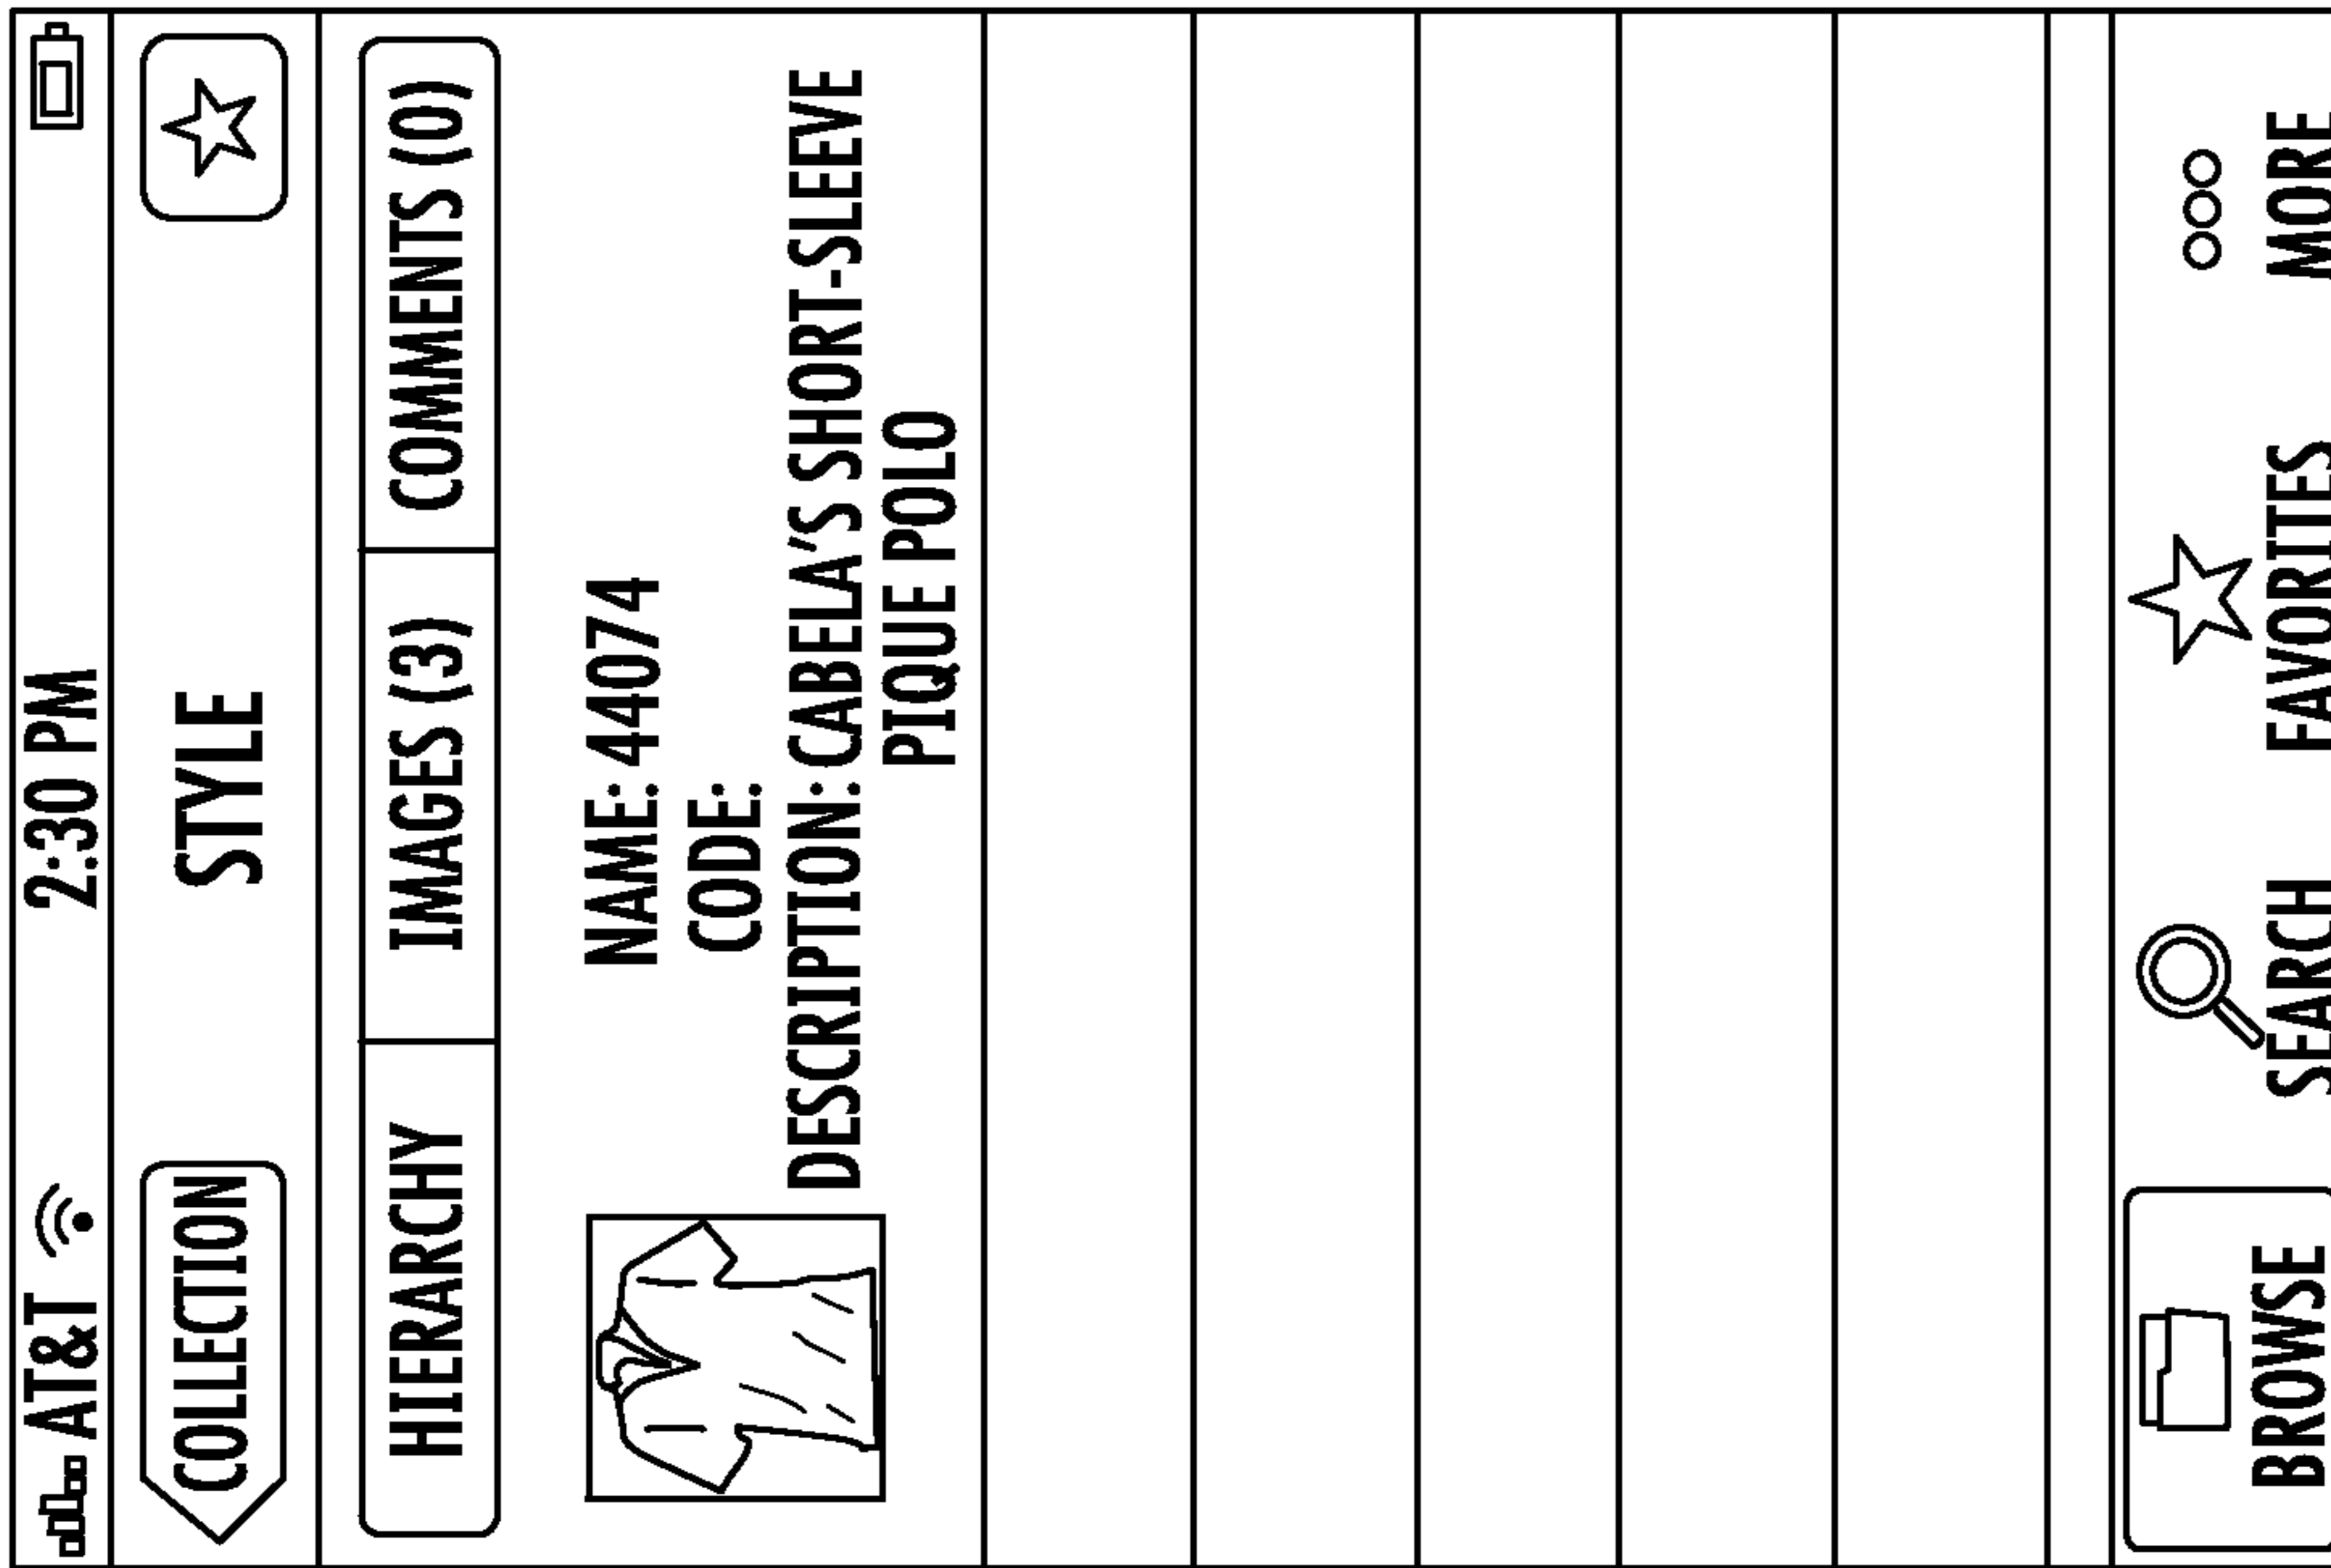 AT&T 2:30 PM
COLLECTION STYLE
HIERARCHY IMAGES (3) COMMENTS (0)
NAME: 44074
CODE:
DESCRIPTION: CABELA'S SHORT-SLEEVE
PIQUE POLO
BROWSE SEARCH FAVORITES MORE